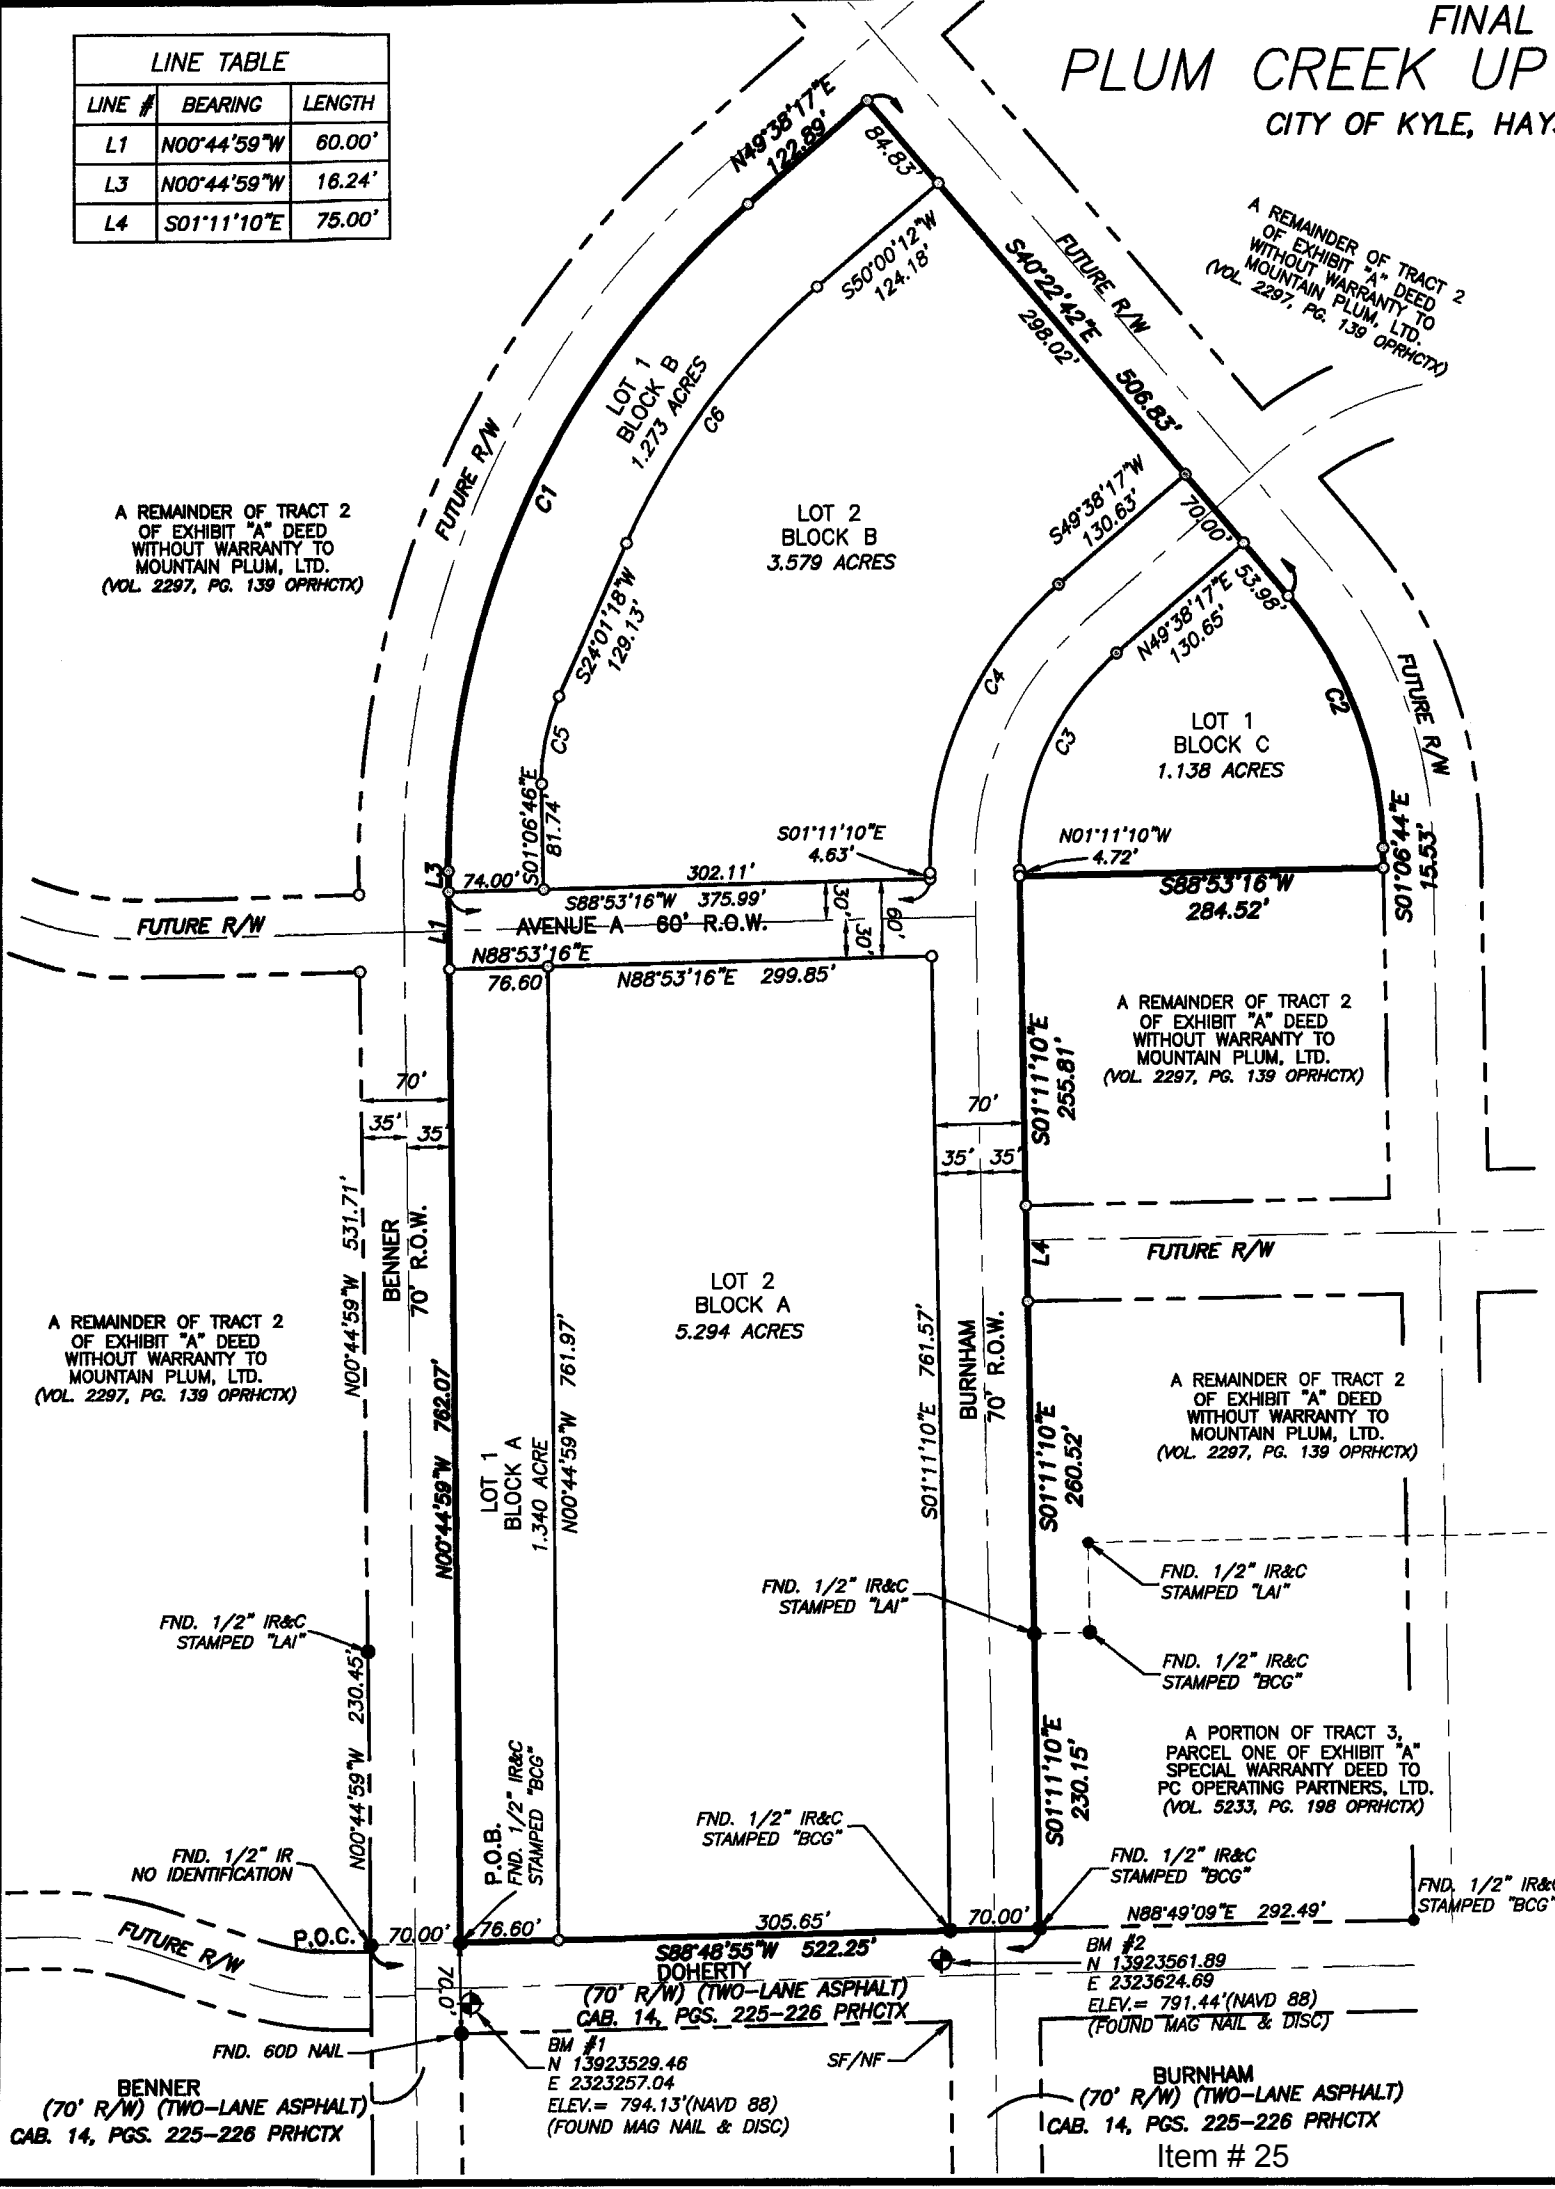 FINAL
PLUM CREEK UP
CITY OF KYLE, HAYS
LINE TABLE
LINE # BEARING LENGTH
L1 N00°44'59"W 60.00'
L3 N00°44'59"W 16.24'
L4 S01°11'10"E 75.00'
N49°38'17"E
122.89'
84.83'
S50°00'12"W
124.18'
S40°22'42"E
298.02'
506.83'
FUTURE R/W
A REMAINDER OF TRACT 2
OF EXHIBIT "A" DEED
WITHOUT WARRANTY TO
MOUNTAIN PLUM, LTD.
(VOL. 2297, PG. 139 OPRHCTX)
LOT 1
BLOCK B
1.273 ACRES
C6
C1
FUTURE R/W
A REMAINDER OF TRACT 2
OF EXHIBIT "A" DEED
WITHOUT WARRANTY TO
MOUNTAIN PLUM, LTD.
(VOL. 2297, PG. 139 OPRHCTX)
LOT 2
BLOCK B
3.579 ACRES
S49°38'17"W
130.63'
70.00'
N49°38'17"E
130.65'
53.98'
S24°01'18"W
129.13'
C5
C4
C3
C2
FUTURE R/W
LOT 1
BLOCK C
1.138 ACRES
S01°06'46"E
81.74'
S01°11'10"E
4.63'
N01°11'10"W
4.72'
S01°06'44"E
15.53'
L3
74.00'
302.11'
S88°53'16"W 375.99'
S88°53'16"W
284.52'
FUTURE R/W
L1
AVENUE A 60' R.O.W.
30'
30'
60'
N88°53'16"E
76.60
N88°53'16"E 299.85'
A REMAINDER OF TRACT 2
OF EXHIBIT "A" DEED
WITHOUT WARRANTY TO
MOUNTAIN PLUM, LTD.
(VOL. 2297, PG. 139 OPRHCTX)
S01°11'10"E
255.81'
70'
35'
35'
70'
35'
35'
N00°44'59"W 531.71'
BENNER
70' R.O.W.
L4
FUTURE R/W
LOT 2
BLOCK A
5.294 ACRES
A REMAINDER OF TRACT 2
OF EXHIBIT "A" DEED
WITHOUT WARRANTY TO
MOUNTAIN PLUM, LTD.
(VOL. 2297, PG. 139 OPRHCTX)
N00°44'59"W 762.07'
LOT 1
BLOCK A
1.340 ACRE
N00°44'59"W 761.97'
S01°11'10"E 761.57'
BURNHAM
70' R.O.W.
S01°11'10"E
260.52'
A REMAINDER OF TRACT 2
OF EXHIBIT "A" DEED
WITHOUT WARRANTY TO
MOUNTAIN PLUM, LTD.
(VOL. 2297, PG. 139 OPRHCTX)
FND. 1/2" IR&C
STAMPED "LAI"
FND. 1/2" IR&C
STAMPED "LAI"
FND. 1/2" IR&C
STAMPED "LAI"
FND. 1/2" IR&C
STAMPED "BCG"
N00°44'59"W 230.45'
P.O.B.
FND. 1/2" IR&C
STAMPED "BCG"
S01°11'10"E
230.15'
A PORTION OF TRACT 3,
PARCEL ONE OF EXHIBIT "A"
SPECIAL WARRANTY DEED TO
PC OPERATING PARTNERS, LTD.
(VOL. 5233, PG. 198 OPRHCTX)
FND. 1/2" IR&C
STAMPED "BCG"
FND. 1/2" IR
NO IDENTIFICATION
FND. 1/2" IR&C
STAMPED "BCG"
FND. 1/2" IR&C
STAMPED "BCG"
FUTURE R/W
P.O.C.
70.00'
76.60'
305.65'
70.00'
N88°49'09"E 292.49'
S88°48'55"W 522.25'
DOHERTY
(70' R/W) (TWO-LANE ASPHALT)
CAB. 14, PGS. 225-226 PRHCTX
70.0'
BM #2
N 13923561.89
E 2323624.69
ELEV.= 791.44'(NAVD 88)
(FOUND MAG NAIL & DISC)
FND. 60D NAIL
BM #1
N 13923529.46
E 2323257.04
ELEV.= 794.13'(NAVD 88)
(FOUND MAG NAIL & DISC)
SF/NF
BENNER
(70' R/W) (TWO-LANE ASPHALT)
CAB. 14, PGS. 225-226 PRHCTX
BURNHAM
(70' R/W) (TWO-LANE ASPHALT)
CAB. 14, PGS. 225-226 PRHCTX
Item # 25